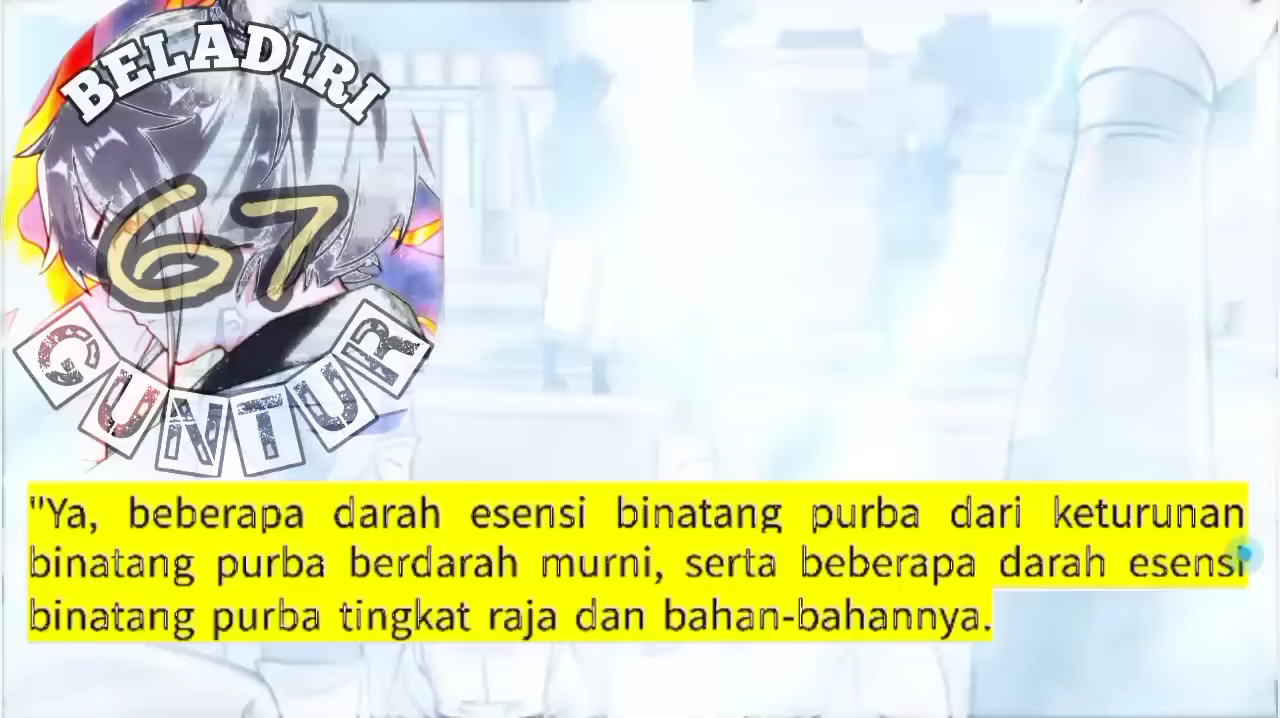 BELADIRI
67
GUNTUR
"Ya, beberapa darah esensi binatang purba dari keturunan
binatang purba berdarah murni, serta beberapa darah esensi
binatang purba tingkat raja dan bahan-bahannya.